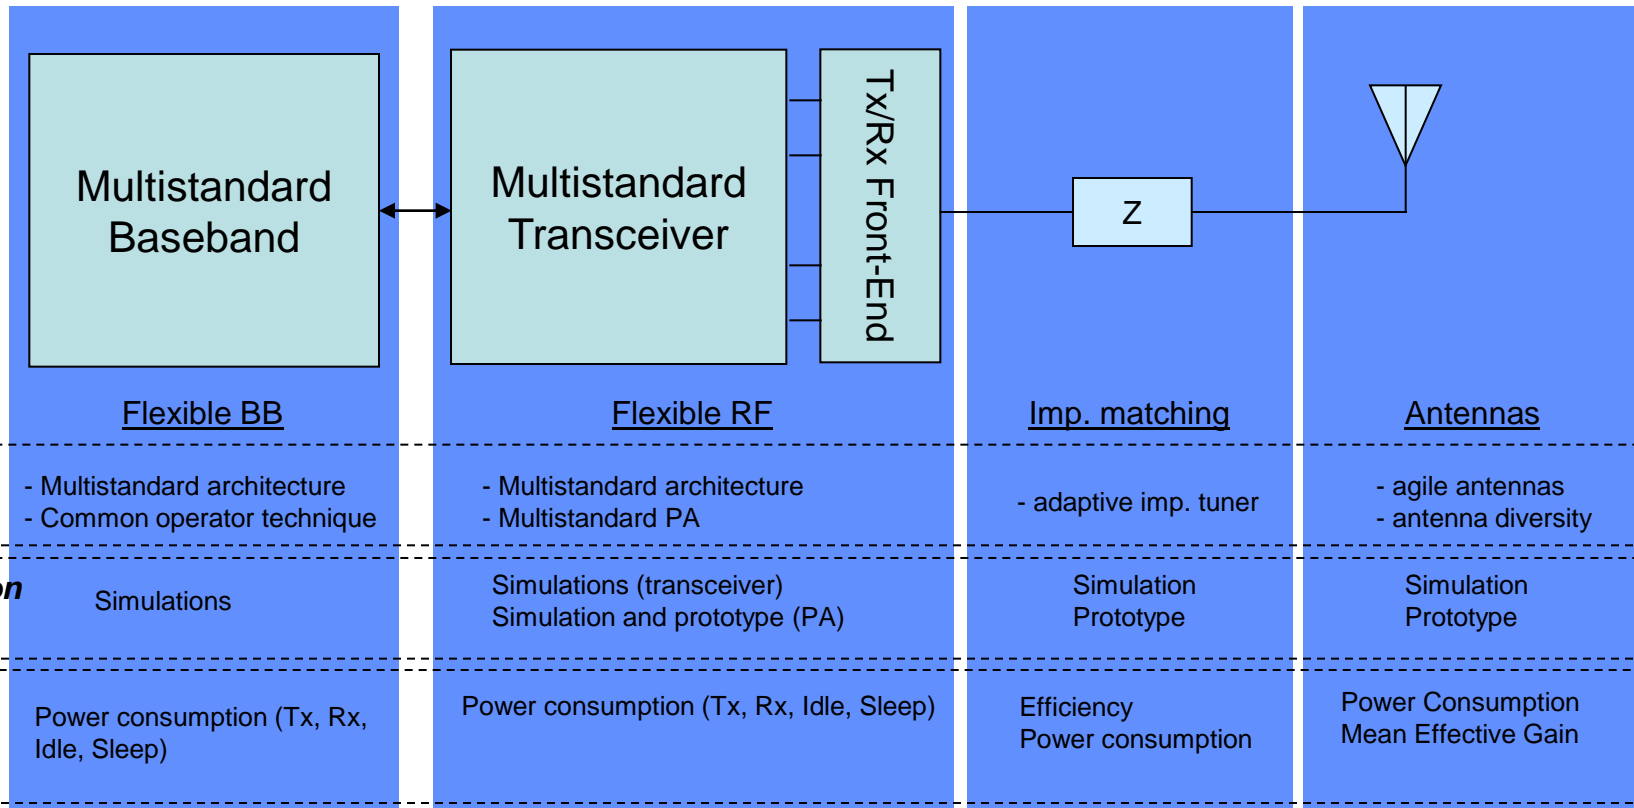 Multistandard
Baseband
Multistandard
Transceiver
Tx/Rx Front-End
Z
Flexible BB
Flexible RF
Imp. matching
Antennas
- Multistandard architecture
- Common operator technique
- Multistandard architecture
- Multistandard PA
- adaptive imp. tuner
- agile antennas
- antenna diversity
Simulations
Simulations (transceiver)
Simulation and prototype (PA)
Simulation
Prototype
Simulation
Prototype
Power consumption (Tx, Rx,
Idle, Sleep)
Power consumption (Tx, Rx, Idle, Sleep)
Efficiency
Power consumption
Power Consumption
Mean Effective Gain